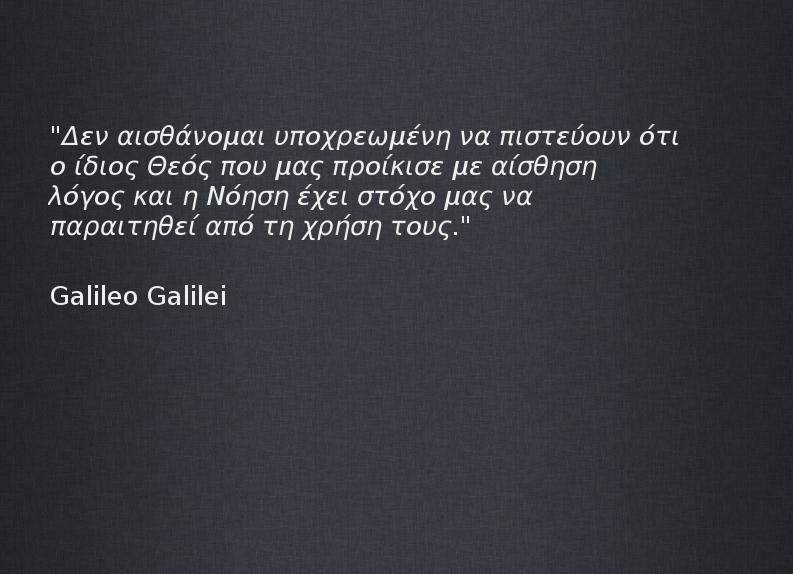 "Δεν αισθάνομαι υποχρεωμένη να πιστεύουν ότι
ο ίδιος Θεός που μας προίκισε με αίσθηση
λόγος και η Νόηση έχει στόχο μας να
παραιτηθεί από τη χρήση τους."
Galileo Galilei